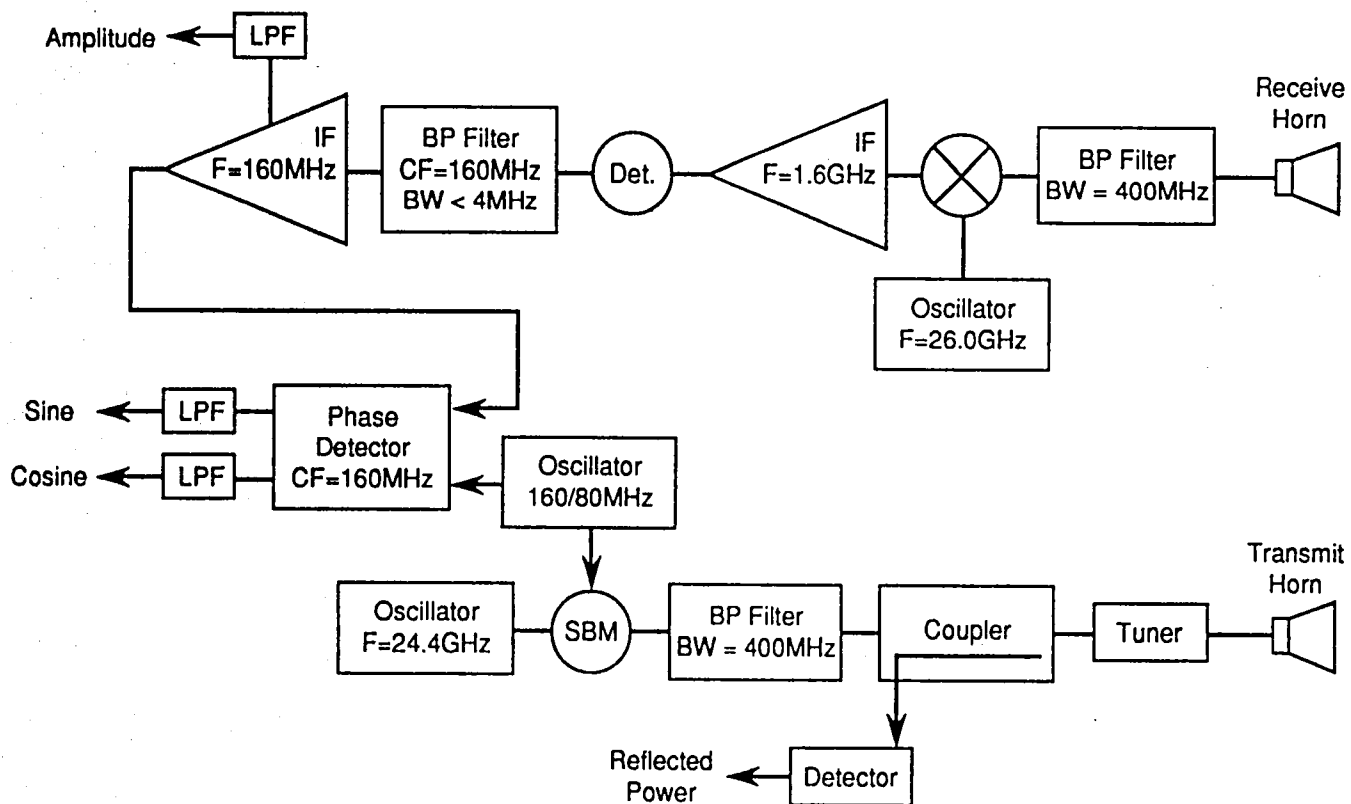 Amplitude
LPF
IF
F=160MHz
BP Filter
CF=160MHz
BW < 4MHz
Det.
IF
F=1.6GHz
BP Filter
BW = 400MHz
Receive
Horn
Oscillator
F=26.0GHz
Sine
LPF
Cosine
LPF
Phase
Detector
CF=160MHz
Oscillator
160/80MHz
Oscillator
F=24.4GHz
SBM
BP Filter
BW = 400MHz
Coupler
Tuner
Transmit
Horn
Reflected
Power
Detector